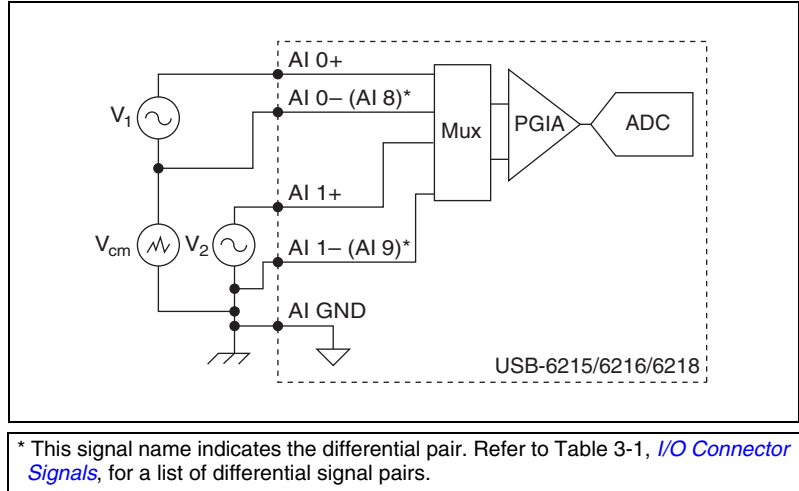 AI 0+
AI 0– (AI 8)*
V1
Mux
PGIA
ADC
AI 1+
Vcm
V2
AI 1– (AI 9)*
AI GND
USB-6215/6216/6218
* This signal name indicates the differential pair. Refer to Table 3-1, I/O Connector
Signals, for a list of differential signal pairs.